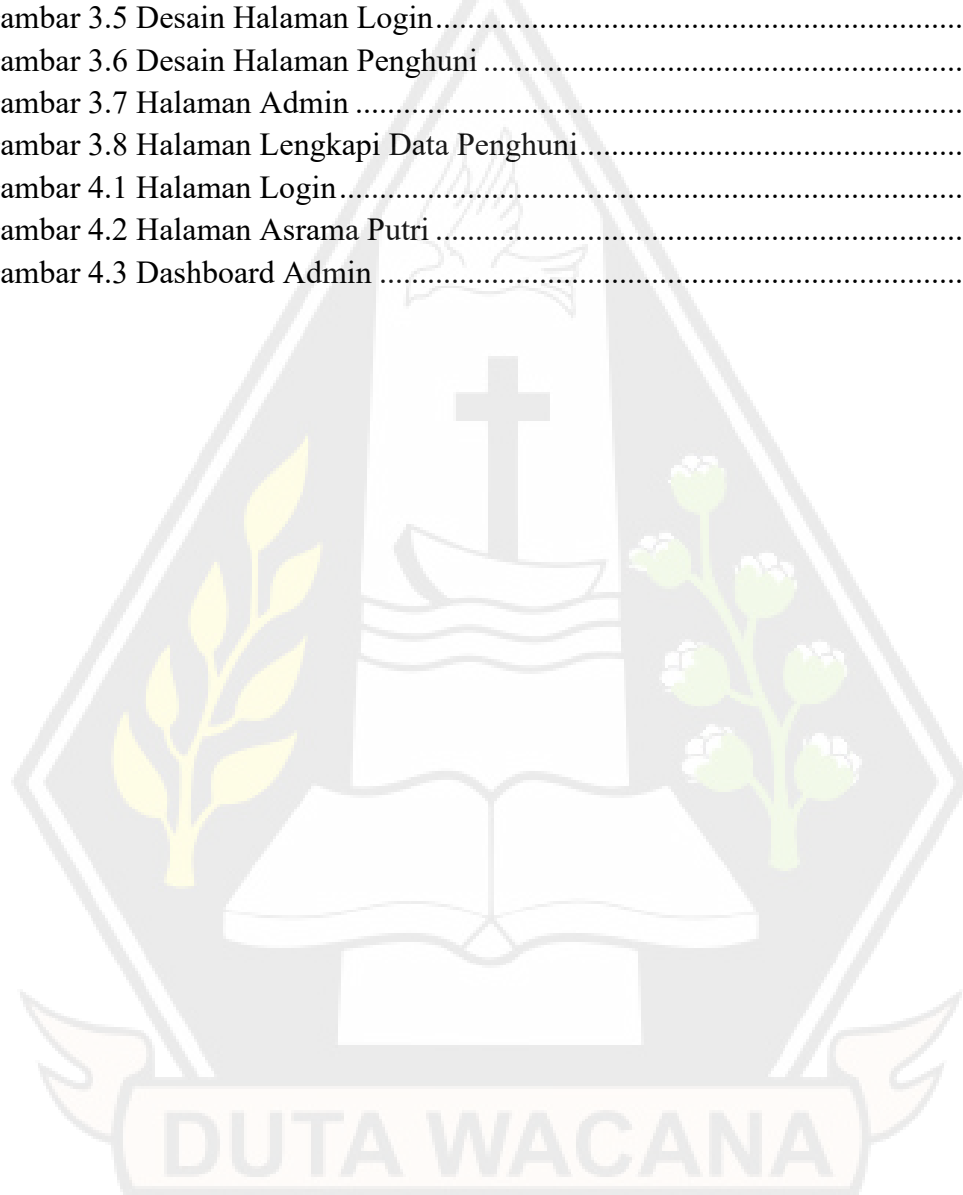 ambar 3.5 Desain Halaman Login..................................................................
ambar 3.6 Desain Halaman Penghuni............................................................
ambar 3.7 Halaman Admin............................................................................
ambar 3.8 Halaman Lengkapi Data Penghuni................................................
ambar 4.1 Halaman Login..............................................................................
ambar 4.2 Halaman Asrama Putri..................................................................
ambar 4.3 Dashboard Admin.........................................................................
DUTA WACANA